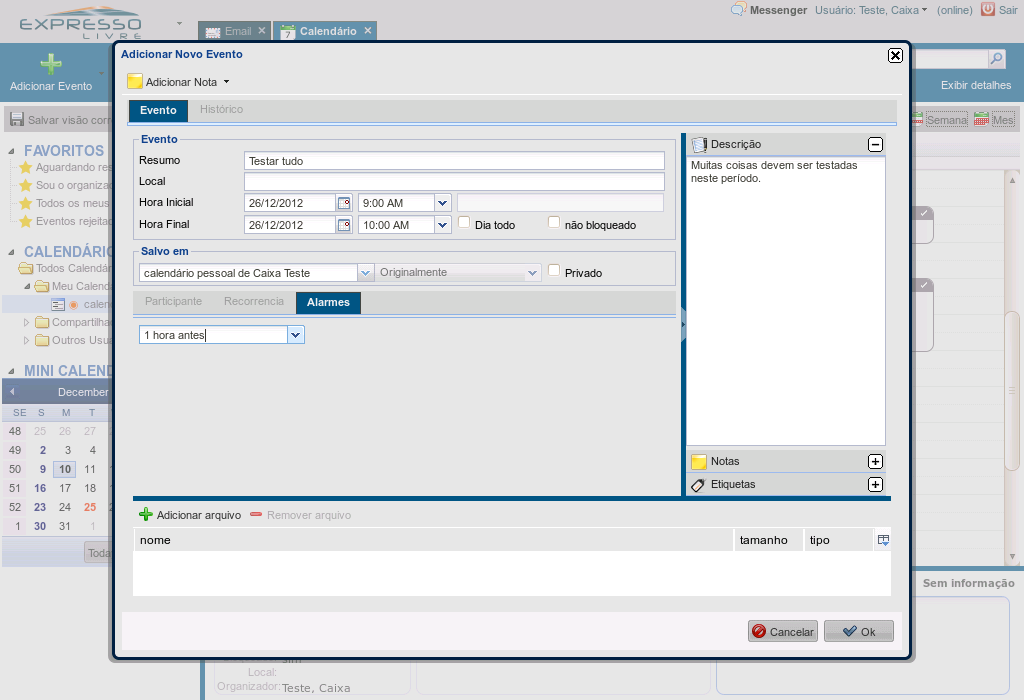 EXPRESSO
LIVRE
Email
Calendário
Messenger
Usuário: Teste, Caixa
(online)
Sair
Adicionar Evento
Exibir detalhes
Salvar visão corr
Semana
Mes
FAVORITOS
Aguardando res
Sou o organiza
Todos os meus
Eventos rejeita
CALENDÁRIO
Todos Calendár
Meu Calend
calen
Compartilha
Outros Usua
MINI CALEND
December
SE S M T
48 25 26 27
49 2 3 4
50 9 10 11
51 16 17 18
52 23 24 25
1 30 31 1
Toda
Adicionar Novo Evento
Adicionar Nota
Evento
Histórico
Evento
Resumo
Testar tudo
Local
Hora Inicial
26/12/2012
9:00 AM
Hora Final
26/12/2012
10:00 AM
Dia todo
não bloqueado
Salvo em
calendário pessoal de Caixa Teste
Originalmente
Privado
Participante
Recorrencia
Alarmes
1 hora antes
Descrição
Muitas coisas devem ser testadas
neste período.
Notas
Etiquetas
Adicionar arquivo
Remover arquivo
nome
tamanho
tipo
Cancelar
Ok
Sem informação
Local:
Organizador: Teste, Caixa